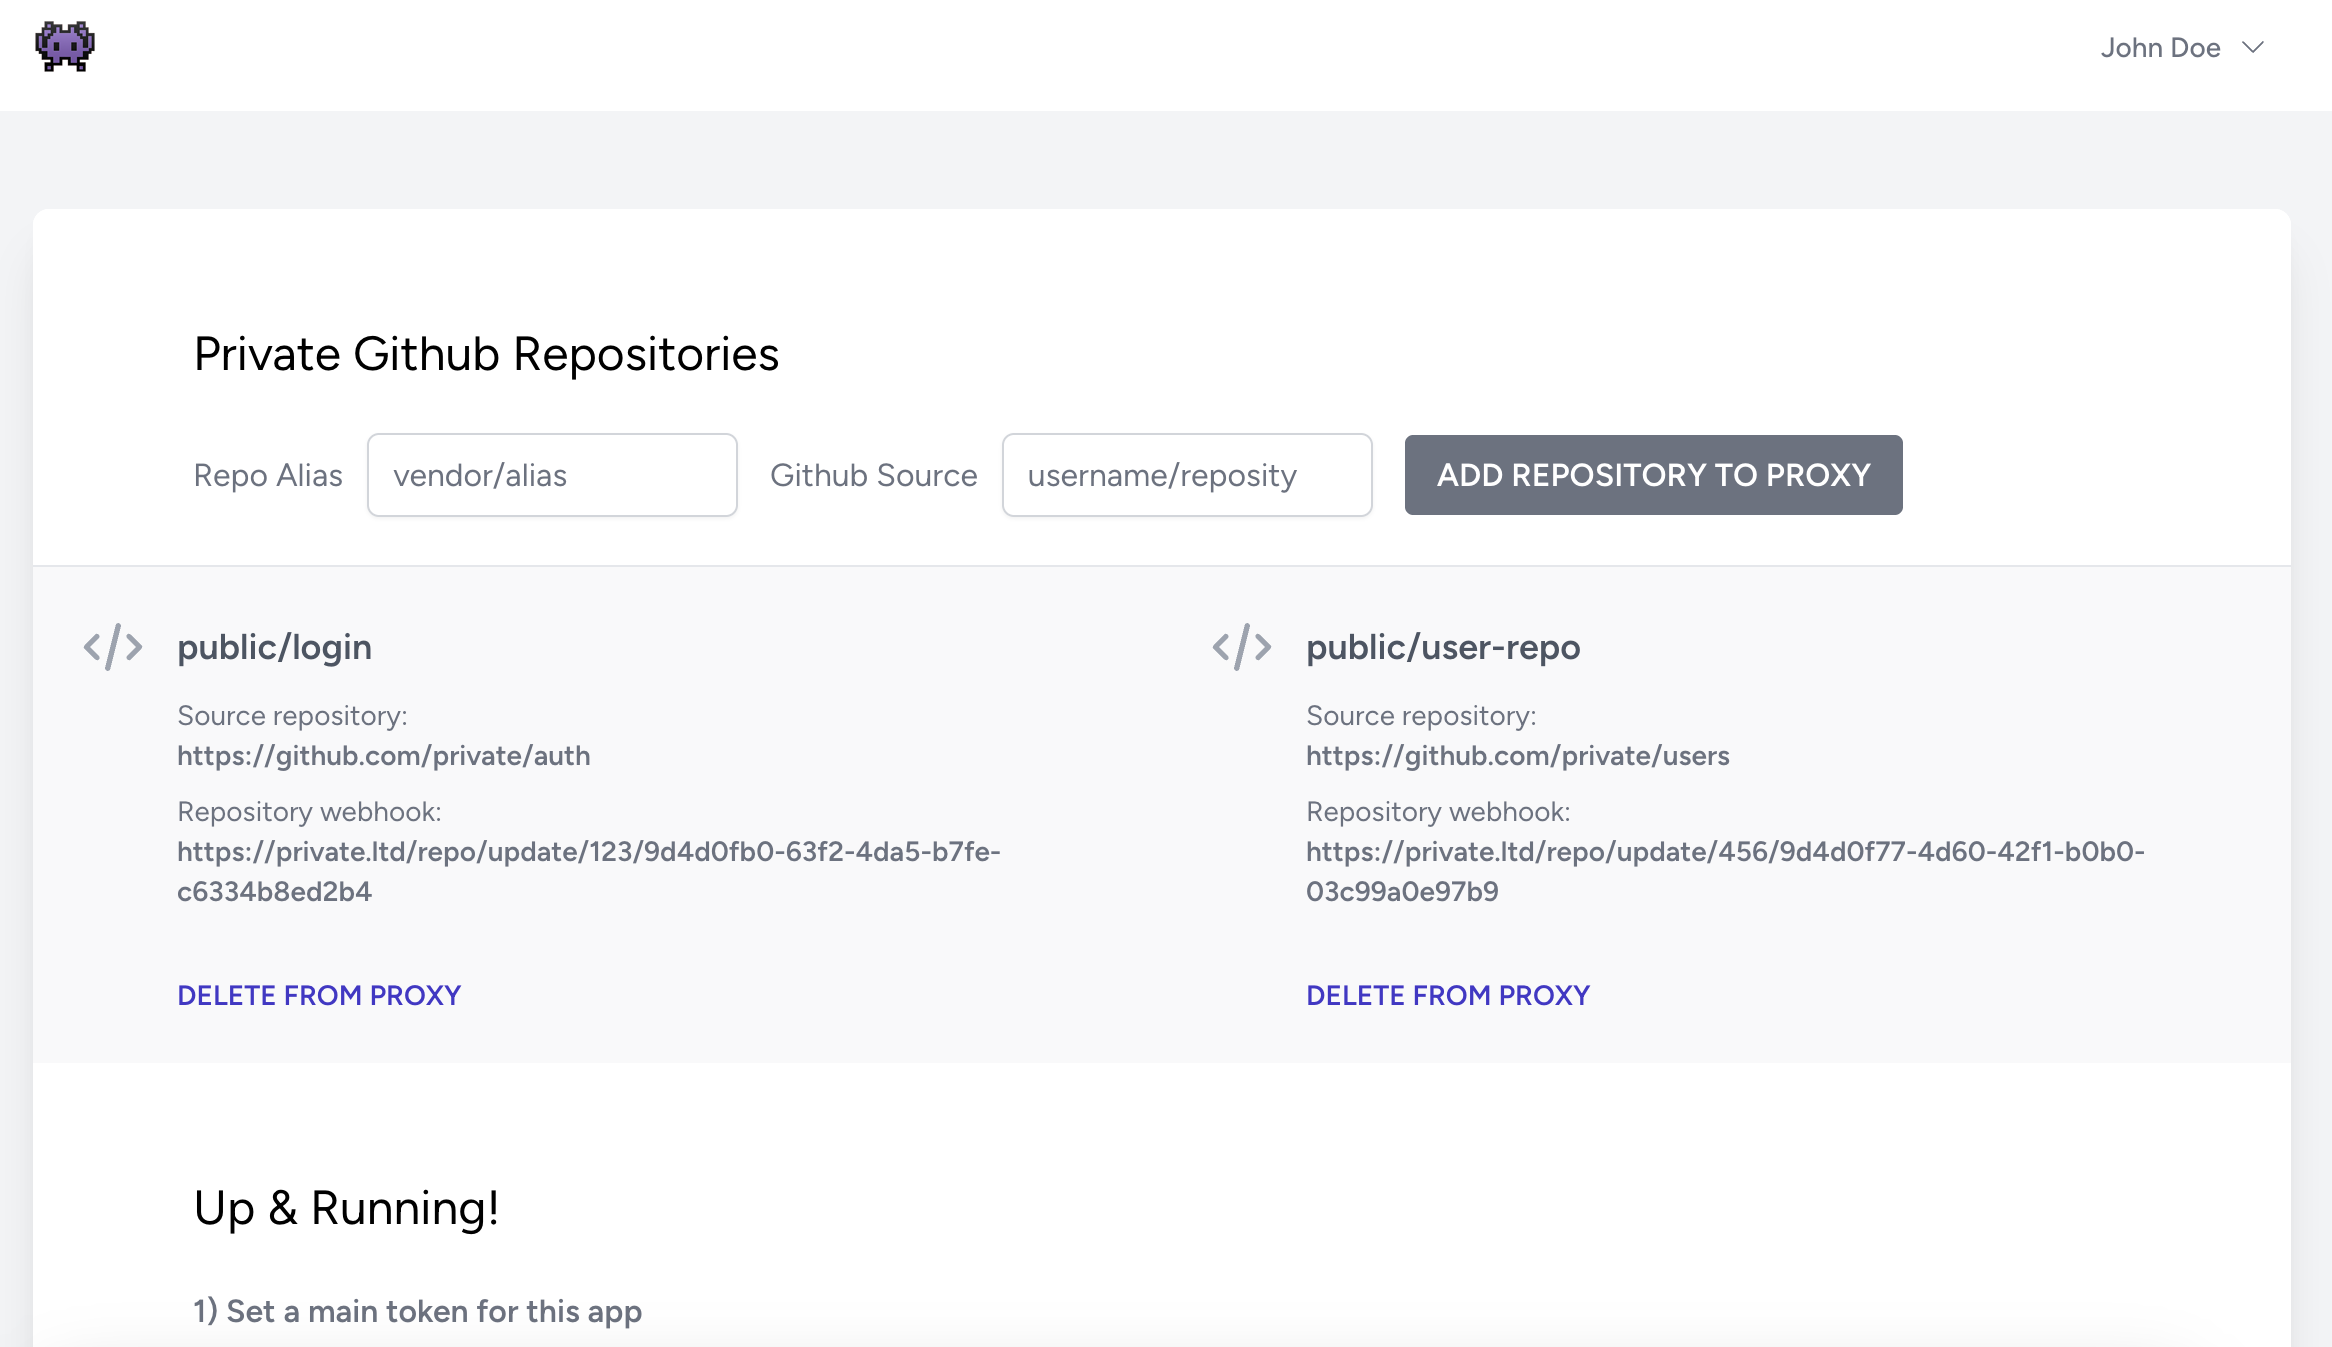 John Doe
Private Github Repositories
Repo Alias vendor/alias Github Source username/reposity ADD REPOSITORY TO PROXY
</> public/login
Source repository:
https://github.com/private/auth
Repository webhook:
https://private.ltd/repo/update/123/9d4d0fb0-63f2-4da5-b7fe-
c6334b8ed2b4
DELETE FROM PROXY
</> public/user-repo
Source repository:
https://github.com/private/users
Repository webhook:
https://private.ltd/repo/update/456/9d4d0f77-4d60-42f1-b0b0-
03c99a0e97b9
DELETE FROM PROXY
Up & Running!
1) Set a main token for this app